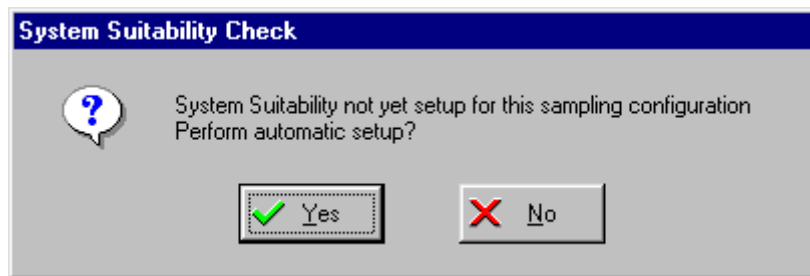 System Suitability Check
System Suitability not yet setup for this sampling configuration
Perform automatic setup?
Yes
No